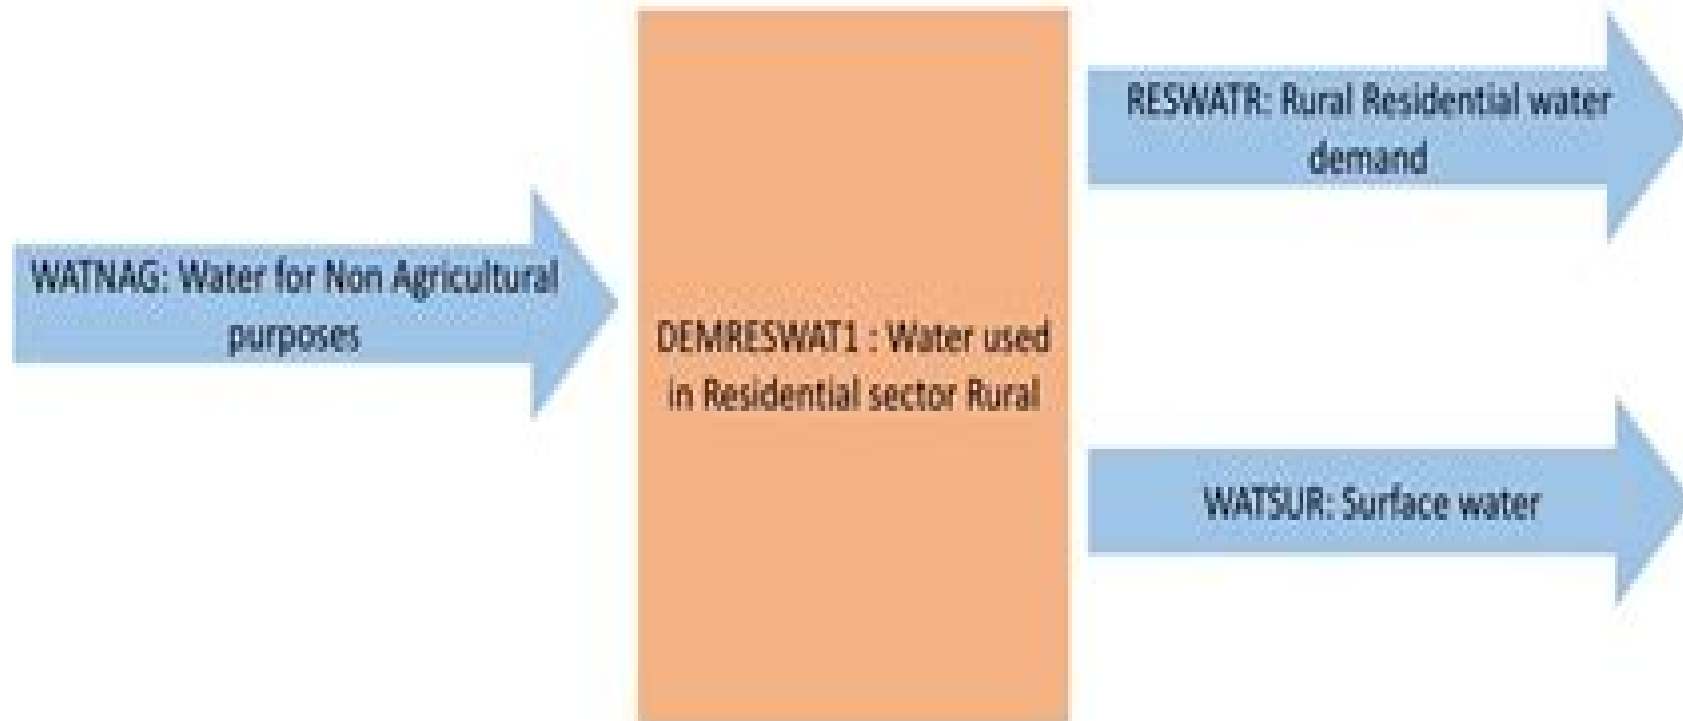 WATNAG: Water for Non Agricultural
purposes
DEMRESWAT1 : Water used
in Residential sector Rural
RESWATR: Rural Residential water
demand
WATSUR: Surface water